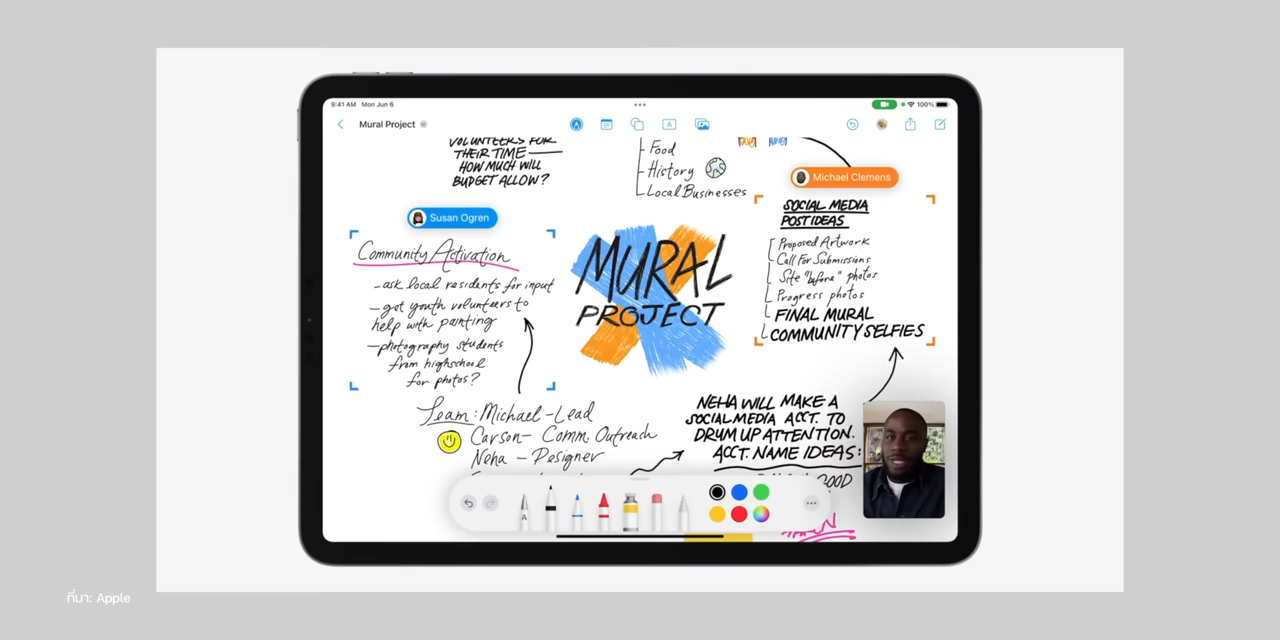 9:41 AM Mon Jun 6
100%
Mural Project
VOLUNTEERS FOR
THEIR TIME —
HOW MUCH WILL
BUDGET ALLOW?
Food
History
Local Businesses
Michael Clemens
SOCIAL MEDIA
POST IDEAS
Proposed Artwork
Call For Submissions
Site "before" photos
Progress photos
FINAL MURAL
COMMUNITY SELFIES
Susan Ogren
Community Activation
- ask local residents for input
- got youth volunteers to
help with painting
- photography students
from highschool
for photos?
MURAL
PROJECT
Team: Michael - Lead
Carson - Comm. Outreach
Neha - Designer
NEHA WILL MAKE A
SOCIAL MEDIA ACCT. TO
DRUM UP ATTENTION.
ACCT. NAME IDEAS:
A
ที่มา: Apple